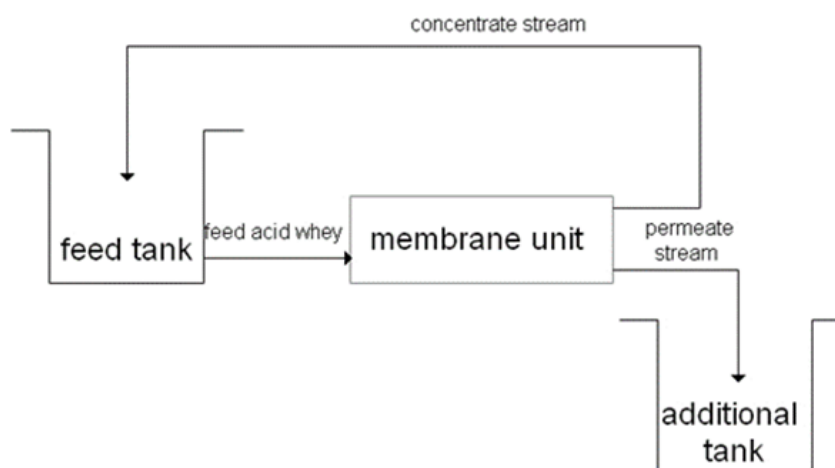 concentrate stream
feed tank
feed acid whey
membrane unit
permeate
stream
additional
tank